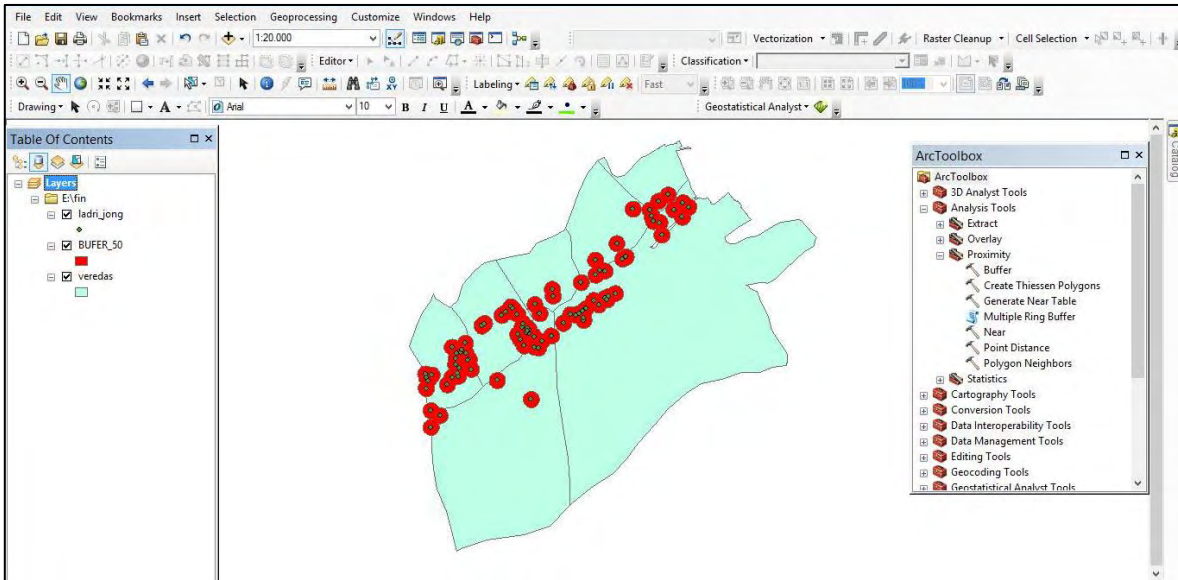 File Edit View Bookmarks Insert Selection Geoprocessing Customize Windows Help
1:20.000 Vectorization Raster Cleanup Cell Selection
Editor Classification
Labeling Fast
Drawing Arial 10 B I U A Geostatistical Analyst
Table Of Contents
Layers
E:\fin
ladri_jong
BUFER_50
veredas
ArcToolbox
ArcToolbox
3D Analyst Tools
Analysis Tools
Extract
Overlay
Proximity
Buffer
Create Thiessen Polygons
Generate Near Table
Multiple Ring Buffer
Near
Point Distance
Polygon Neighbors
Statistics
Cartography Tools
Conversion Tools
Data Interoperability Tools
Data Management Tools
Editing Tools
Geocoding Tools
Geostatistical Analyst Tools
Catalog